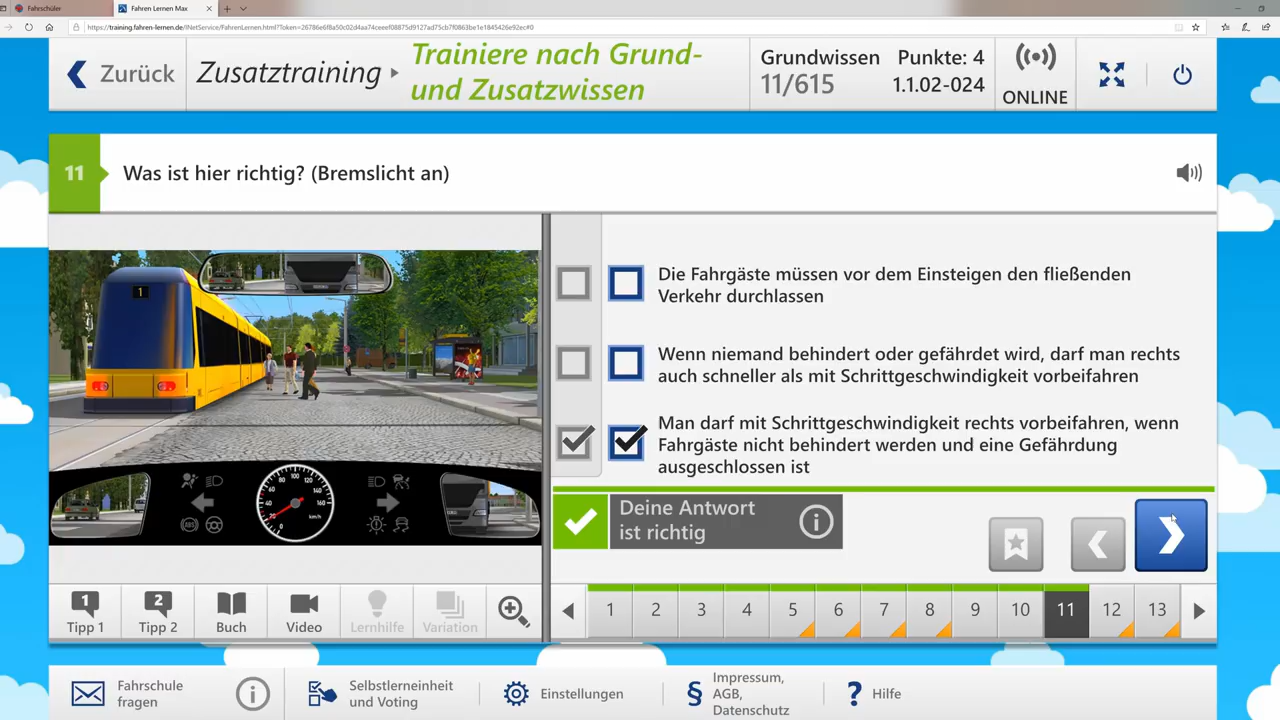 Fahrschüler
Fahren Lernen Max
Zurück
Zusatztraining
Trainiere nach Grund-
und Zusatzwissen
Grundwissen
11/615
Punkte: 4
1.1.02-024
ONLINE
11
Was ist hier richtig? (Bremslicht an)
1
Die Fahrgäste müssen vor dem Einsteigen den fließenden
Verkehr durchlassen
Wenn niemand behindert oder gefährdet wird, darf man rechts
auch schneller als mit Schrittgeschwindigkeit vorbeifahren
Man darf mit Schrittgeschwindigkeit rechts vorbeifahren, wenn
Fahrgäste nicht behindert werden und eine Gefährdung
ausgeschlossen ist
Deine Antwort
ist richtig
Tipp 1
Tipp 2
Buch
Video
Lernhilfe
Variation
1 2 3 4 5 6 7 8 9 10 11 12 13
Fahrschule
fragen
Selbstlerneinheit
und Voting
Einstellungen
Impressum,
AGB,
Datenschutz
Hilfe